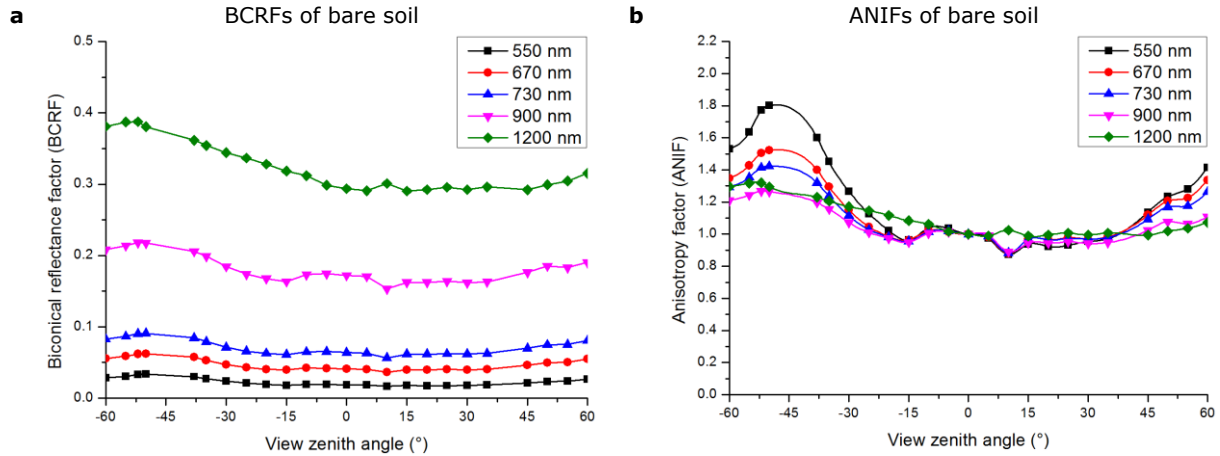 a
BCRFs of bare soil
0.5
0.4
0.3
0.2
0.1
0.0
Biconical reflectance factor (BCRF)
550 nm
670 nm
730 nm
900 nm
1200 nm
-60
-45
-30
-15
0
15
30
45
60
View zenith angle (°)
b
ANIFs of bare soil
2.2
2.0
1.8
1.6
1.4
1.2
1.0
0.8
0.6
0.4
0.2
0.0
Anisotropy factor (ANIF)
550 nm
670 nm
730 nm
900 nm
1200 nm
-60
-45
-30
-15
0
15
30
45
60
View zenith angle (°)